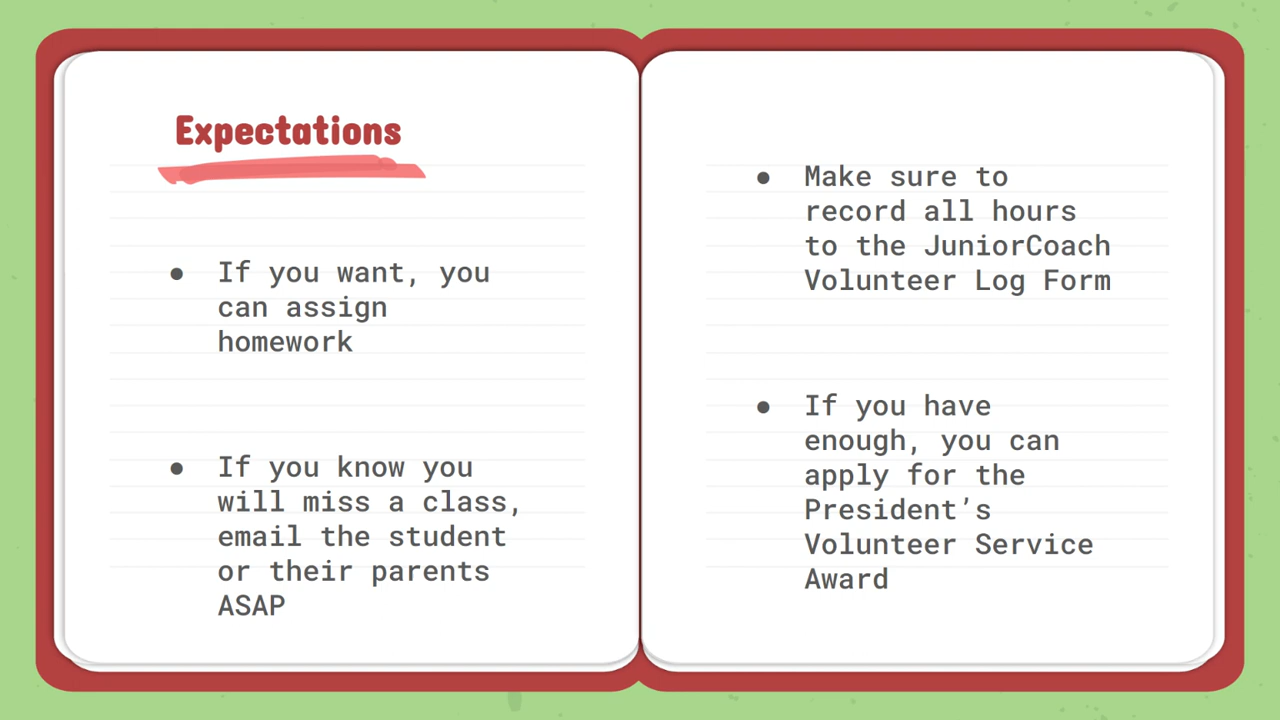 Expectations
● If you want, you
can assign
homework
● If you know you
will miss a class,
email the student
or their parents
ASAP
● Make sure to
record all hours
to the JuniorCoach
Volunteer Log Form
● If you have
enough, you can
apply for the
President’s
Volunteer Service
Award